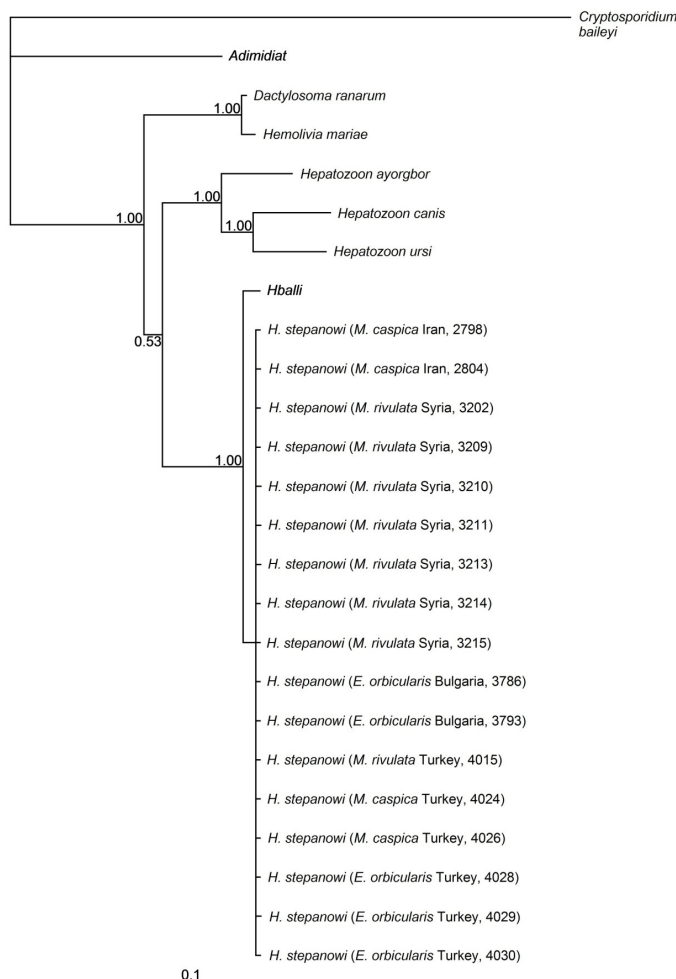 Cryptosporidium
baileyi
Adimidiat
Dactylosoma ranarum
1.00
Hemolivia mariae
Hepatozoon ayorgbor
1.00
Hepatozoon canis
1.00
1.00
Hepatozoon ursi
Hballi
H. stepanowi (M. caspica Iran, 2798)
0.53
H. stepanowi (M. caspica Iran, 2804)
H. stepanowi (M. rivulata Syria, 3202)
H. stepanowi (M. rivulata Syria, 3209)
1.00
H. stepanowi (M. rivulata Syria, 3210)
H. stepanowi (M. rivulata Syria, 3211)
H. stepanowi (M. rivulata Syria, 3213)
H. stepanowi (M. rivulata Syria, 3214)
H. stepanowi (M. rivulata Syria, 3215)
H. stepanowi (E. orbicularis Bulgaria, 3786)
H. stepanowi (E. orbicularis Bulgaria, 3793)
H. stepanowi (M. rivulata Turkey, 4015)
H. stepanowi (M. caspica Turkey, 4024)
H. stepanowi (M. caspica Turkey, 4026)
H. stepanowi (E. orbicularis Turkey, 4028)
H. stepanowi (E. orbicularis Turkey, 4029)
H. stepanowi (E. orbicularis Turkey, 4030)
0.1